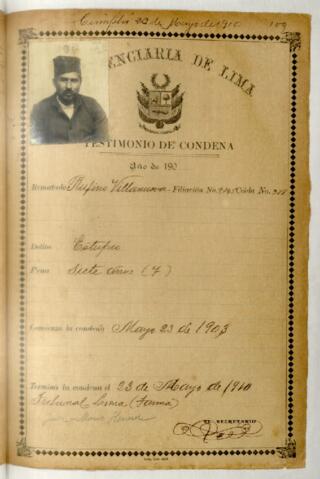 Cumplió 23 de Mayo de 1910 109
ENCIARIA DE LIMA
TESTIMONIO DE CONDENA
Año de 190
Rematado Rufino Villanueva - Filiación No. Celda No.
Delito Estupro
Pena Siete años (7)
Comienza la condena Mayo 23 de 1903
Termina la condena el 23 de Mayo de 1910
Tribunal Lima (Tarma)
EL SECRETARIO